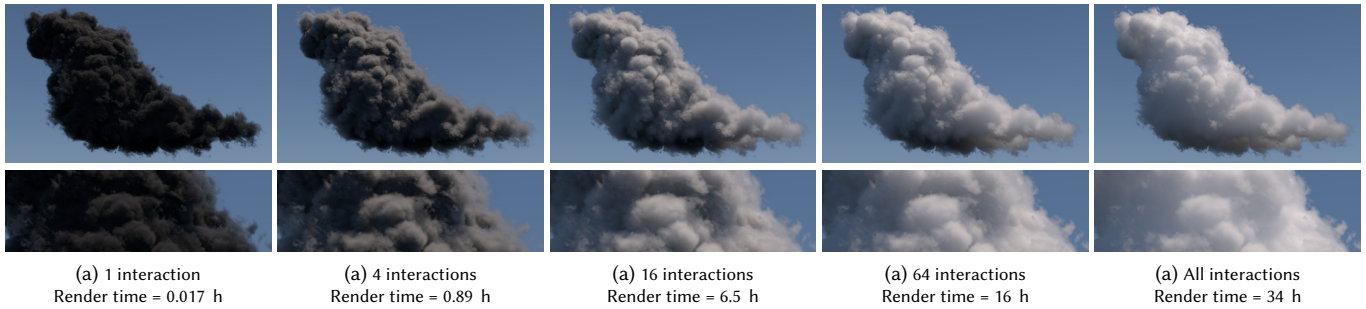 (a) 1 interaction
Render time = 0.017 h
(a) 4 interactions
Render time = 0.89 h
(a) 16 interactions
Render time = 6.5 h
(a) 64 interactions
Render time = 16 h
(a) All interactions
Render time = 34 h